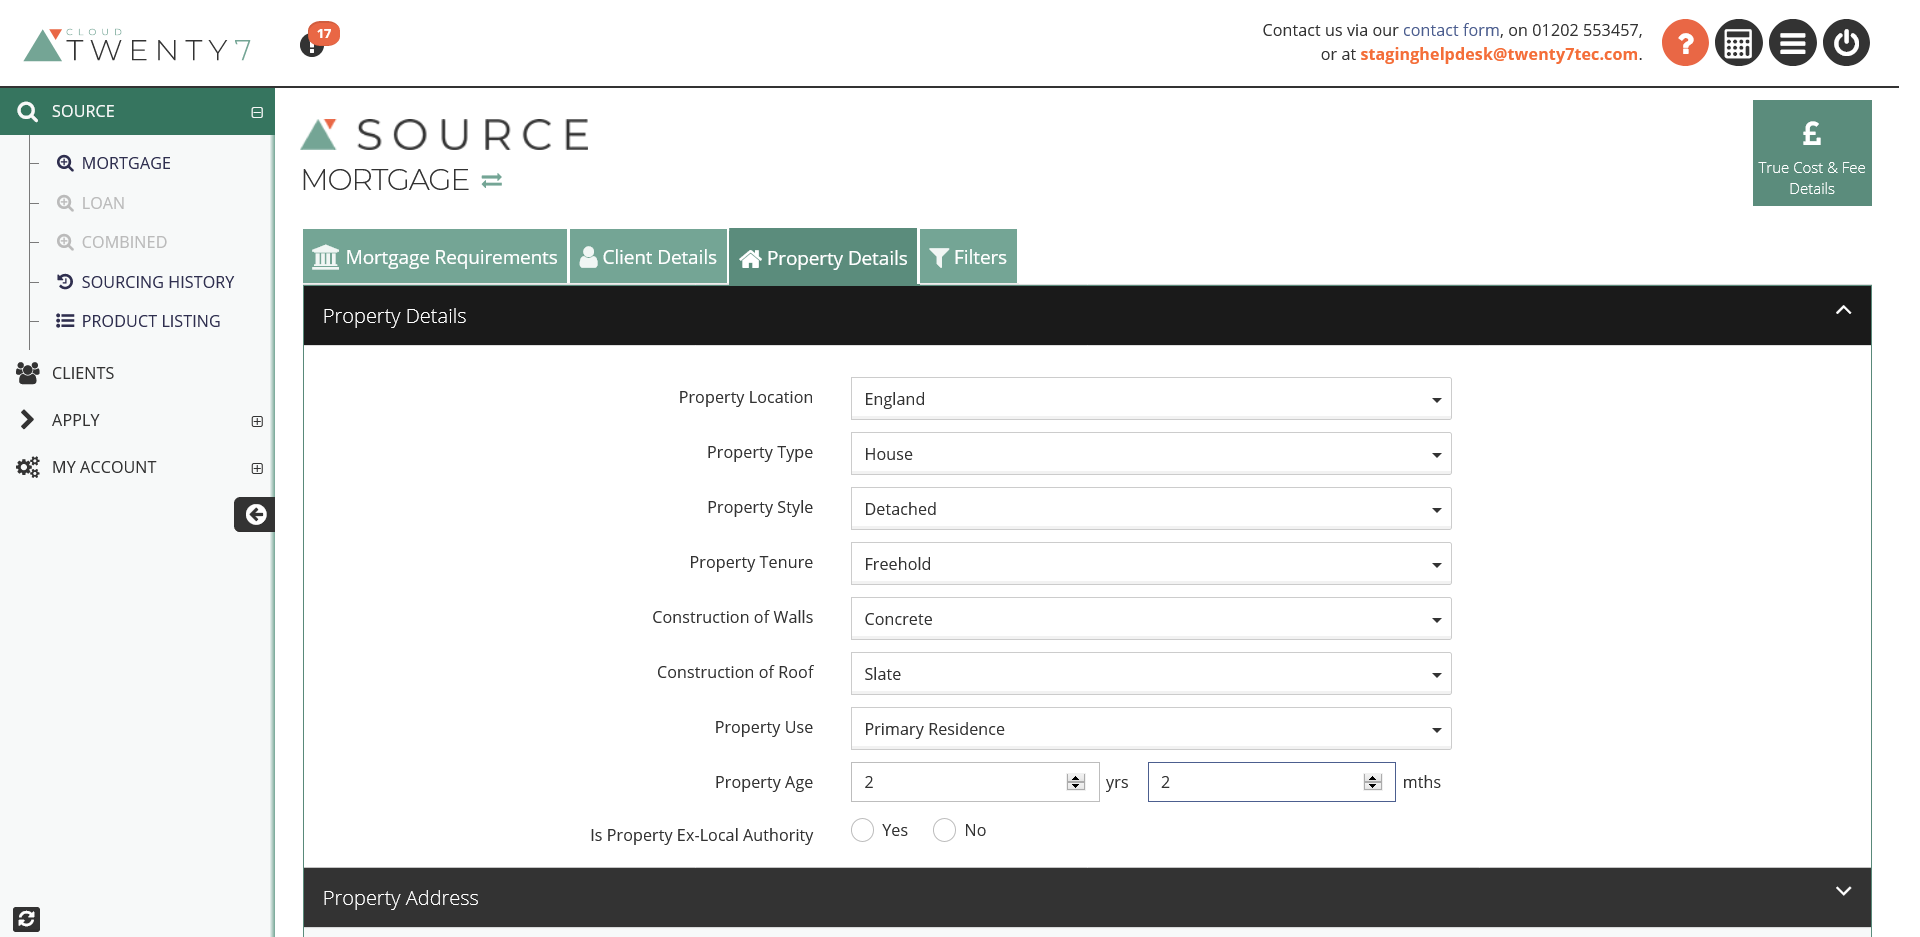 CLOUD
TWENTY7
17
Contact us via our contact form, on 01202 553457,
or at staginghelpdesk@twenty7tec.com.
?
SOURCE
MORTGAGE
LOAN
COMBINED
SOURCING HISTORY
PRODUCT LISTING
CLIENTS
APPLY
MY ACCOUNT
SOURCE
MORTGAGE
£
True Cost & Fee
Details
Mortgage Requirements
Client Details
Property Details
Filters
Property Details
Property Location England
Property Type House
Property Style Detached
Property Tenure Freehold
Construction of Walls Concrete
Construction of Roof Slate
Property Use Primary Residence
Property Age 2 yrs 2 mths
Is Property Ex-Local Authority Yes No
Property Address